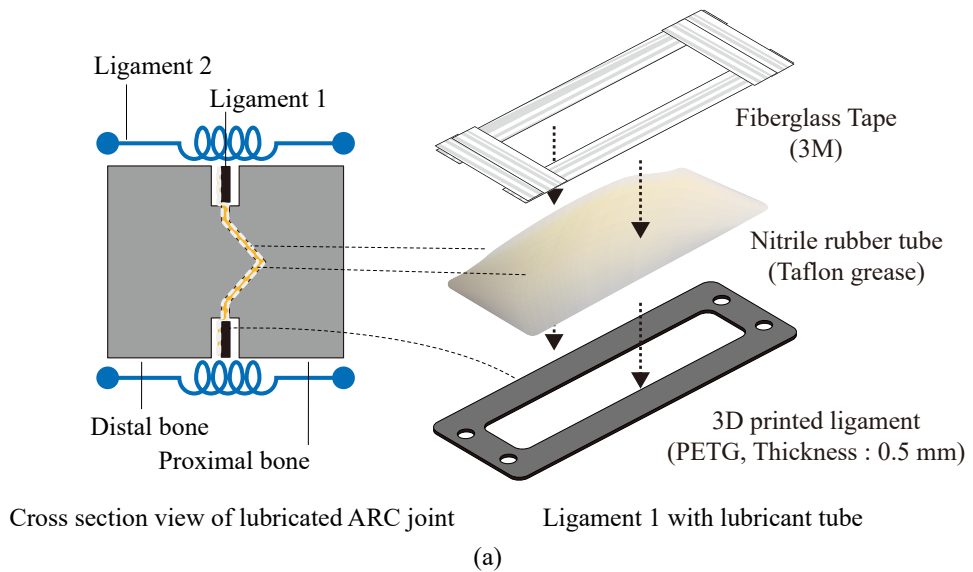 Ligament 2
Ligament 1
Distal bone
Proximal bone
Fiberglass Tape
(3M)
Nitrile rubber tube
(Taflon grease)
3D printed ligament
(PETG, Thickness : 0.5 mm)
Cross section view of lubricated ARC joint
Ligament 1 with lubricant tube
(a)